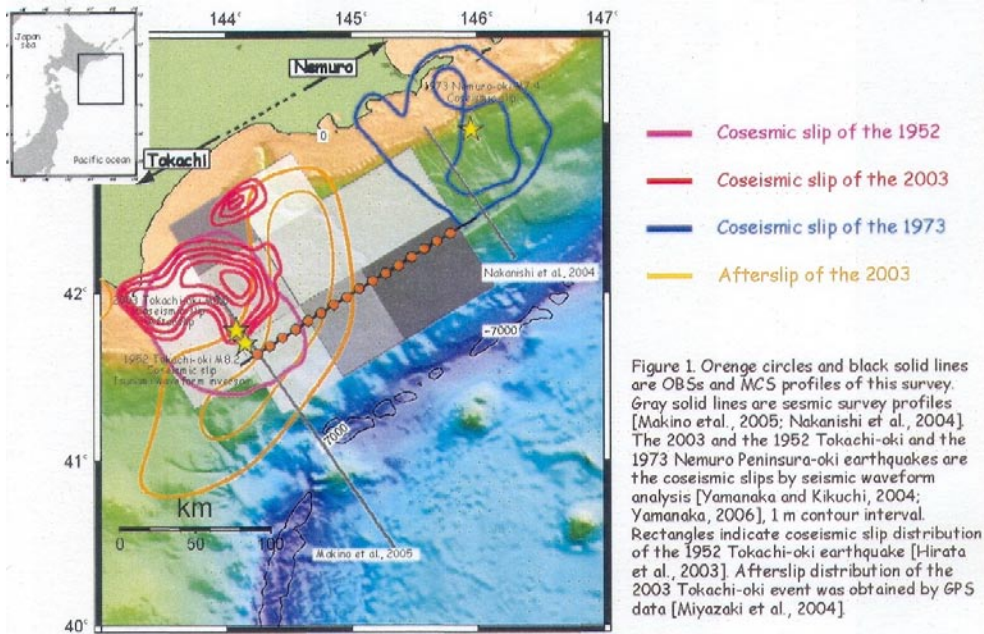 144°
145°
146°
147°
Japan
sea
Pacific ocean
Nemuro
1973 Nemuro-oki M7.4
Coseismic slip
0
Tokachi
Cosesmic slip of the 1952
Coseismic slip of the 2003
Coseismic slip of the 1973
Afterslip of the 2003
Nakanishi et al., 2004
42°
2003 Tokachi-oki
Coseismic slip
Afterslip
-7000
1952 Tokachi-oki M8.2
Coseismic slip
Tsunami waveform inversion
-7000
41°
km
0 50 100
Makino et al., 2005
40°
Figure 1. Orenge circles and black solid lines
are OBSs and MCS profiles of this survey.
Gray solid lines are sesmic survey profiles
[Makino etal., 2005; Nakanishi et al., 2004].
The 2003 and the 1952 Tokachi-oki and the
1973 Nemuro Peninsura-oki earthquakes are
the coseismic slips by seismic waveform
analysis [Yamanaka and Kikuchi, 2004;
Yamanaka, 2006], 1 m contour interval.
Rectangles indicate coseismic slip distribution
of the 1952 Tokachi-oki earthquake [Hirata
et al., 2003]. Afterslip distribution of the
2003 Tokachi-oki event was obtained by GPS
data [Miyazaki et al., 2004].